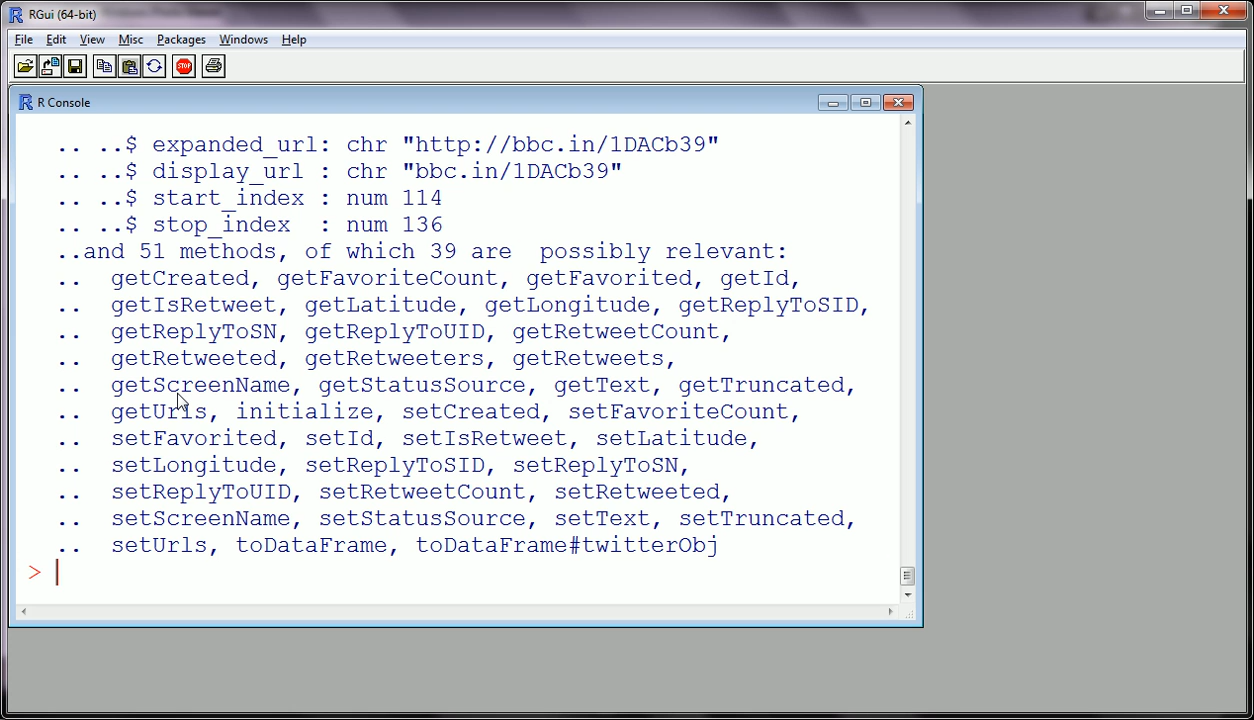 RGui (64-bit)
File Edit View Misc Packages Windows Help
STOP
R Console
.. ..$ expanded_url: chr "http://bbc.in/1DACb39"
.. ..$ display_url : chr "bbc.in/1DACb39"
.. ..$ start_index : num 114
.. ..$ stop_index  : num 136
..and 51 methods, of which 39 are  possibly relevant:
..  getCreated, getFavoriteCount, getFavorited, getId,
..  getIsRetweet, getLatitude, getLongitude, getReplyToSID,
..  getReplyToSN, getReplyToUID, getRetweetCount,
..  getRetweeted, getRetweeters, getRetweets,
..  getScreenName, getStatusSource, getText, getTruncated,
..  getUrls, initialize, setCreated, setFavoriteCount,
..  setFavorited, setId, setIsRetweet, setLatitude,
..  setLongitude, setReplyToSID, setReplyToSN,
..  setReplyToUID, setRetweetCount, setRetweeted,
..  setScreenName, setStatusSource, setText, setTruncated,
..  setUrls, toDataFrame, toDataFrame#twitterObj
>